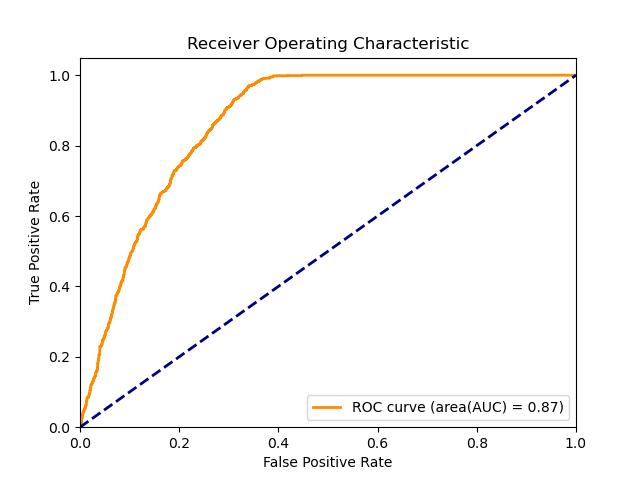 Receiver Operating Characteristic
True Positive Rate
1.0
0.8
0.6
0.4
0.2
0.0
ROC curve (area(AUC) = 0.87)
0.0 0.2 0.4 0.6 0.8 1.0
False Positive Rate